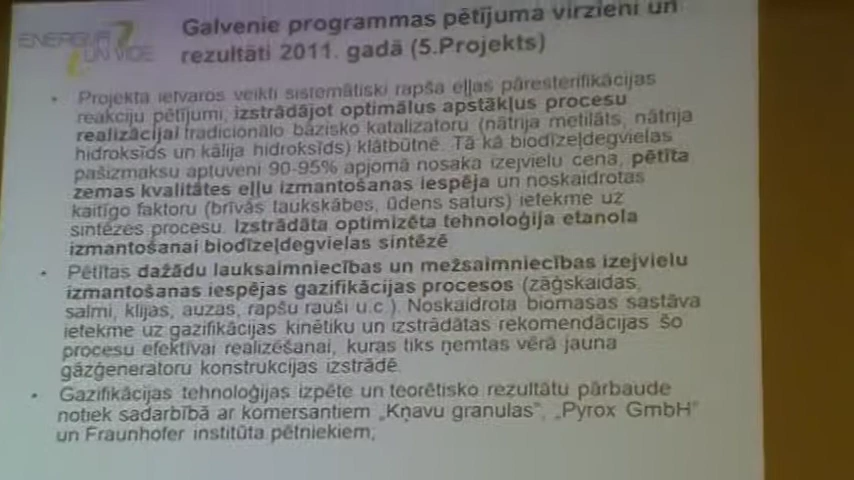 ENERĢIJA
UN VIDE
Galvenie programmas pētījuma virzieni un
rezultāti 2011. gadā (5.Projekts)
• Projekta ietvaros veikti sistemātiski rapša eļļas pāresterifikācijas
reakciju pētījumi, izstrādājot optimālus apstākļus procesu
realizācijai tradicionālo bāzisko katalizatoru (nātrija metilāts, nātrija
hidroksīds un kālija hidroksīds) klātbūtnē. Tā kā biodīzeļdegvielas
pašizmaksu aptuveni 90-95% apjomā nosaka izejvielu cena, pētīta
zemas kvalitātes eļļu izmantošanas iespēja un noskaidrotas
kaitīgo faktoru (brīvās taukskābes, ūdens saturs) ietekme uz
sintēzes procesu. Izstrādāta optimizēta tehnoloģija etanola
izmantošanai biodīzeļdegvielas sintēzē
• Pētītas dažādu lauksaimniecības un mežsaimniecības izejvielu
izmantošanas iespējas gazifikācijas procesos (zāģskaidas,
salmi, klijas, auzas, rapšu rauši u.c.). Noskaidrota biomasas sastāva
ietekme uz gazifikācijas kinētiku un izstrādātas rekomendācijas šo
procesu efektīvai realizēšanai, kuras tiks ņemtas vērā jauna
gāzģeneratoru konstrukcijas izstrādē.
• Gazifikācijas tehnoloģijas izpēte un teorētisko rezultātu pārbaude
notiek sadarbībā ar komersantiem „Kņavu granulas”, „Pyrox GmbH”
un Fraunhofer institūta pētniekiem;